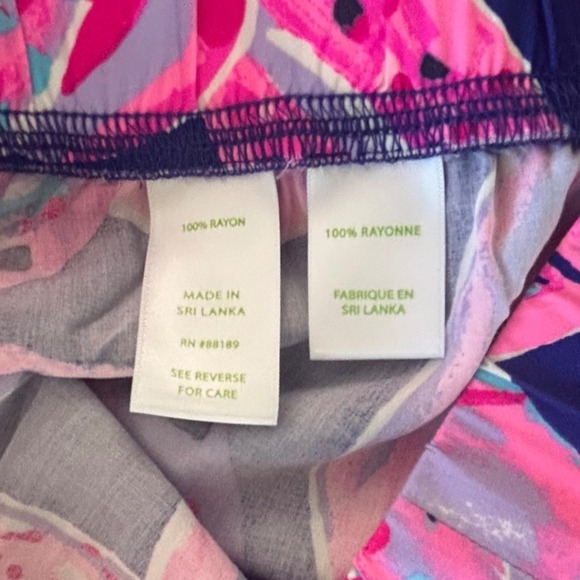 100% RAYON
MADE IN
SRI LANKA
RN #88189
SEE REVERSE
FOR CARE
100% RAYONNE
FABRIQUE EN
SRI LANKA